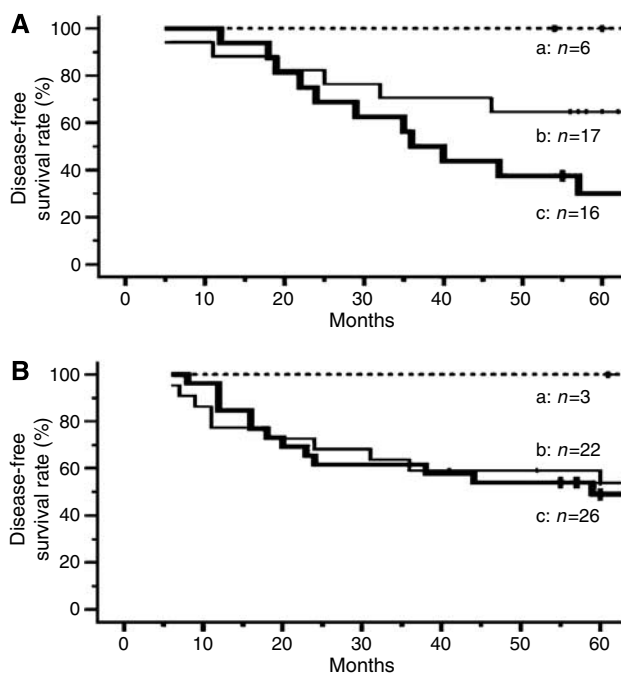 A
Disease-free
survival rate (%)
100
80
60
40
20
0
a: n=6
b: n=17
c: n=16
0 10 20 30 40 50 60
Months
B
Disease-free
survival rate (%)
100
80
60
40
20
0
a: n=3
b: n=22
c: n=26
0 10 20 30 40 50 60
Months